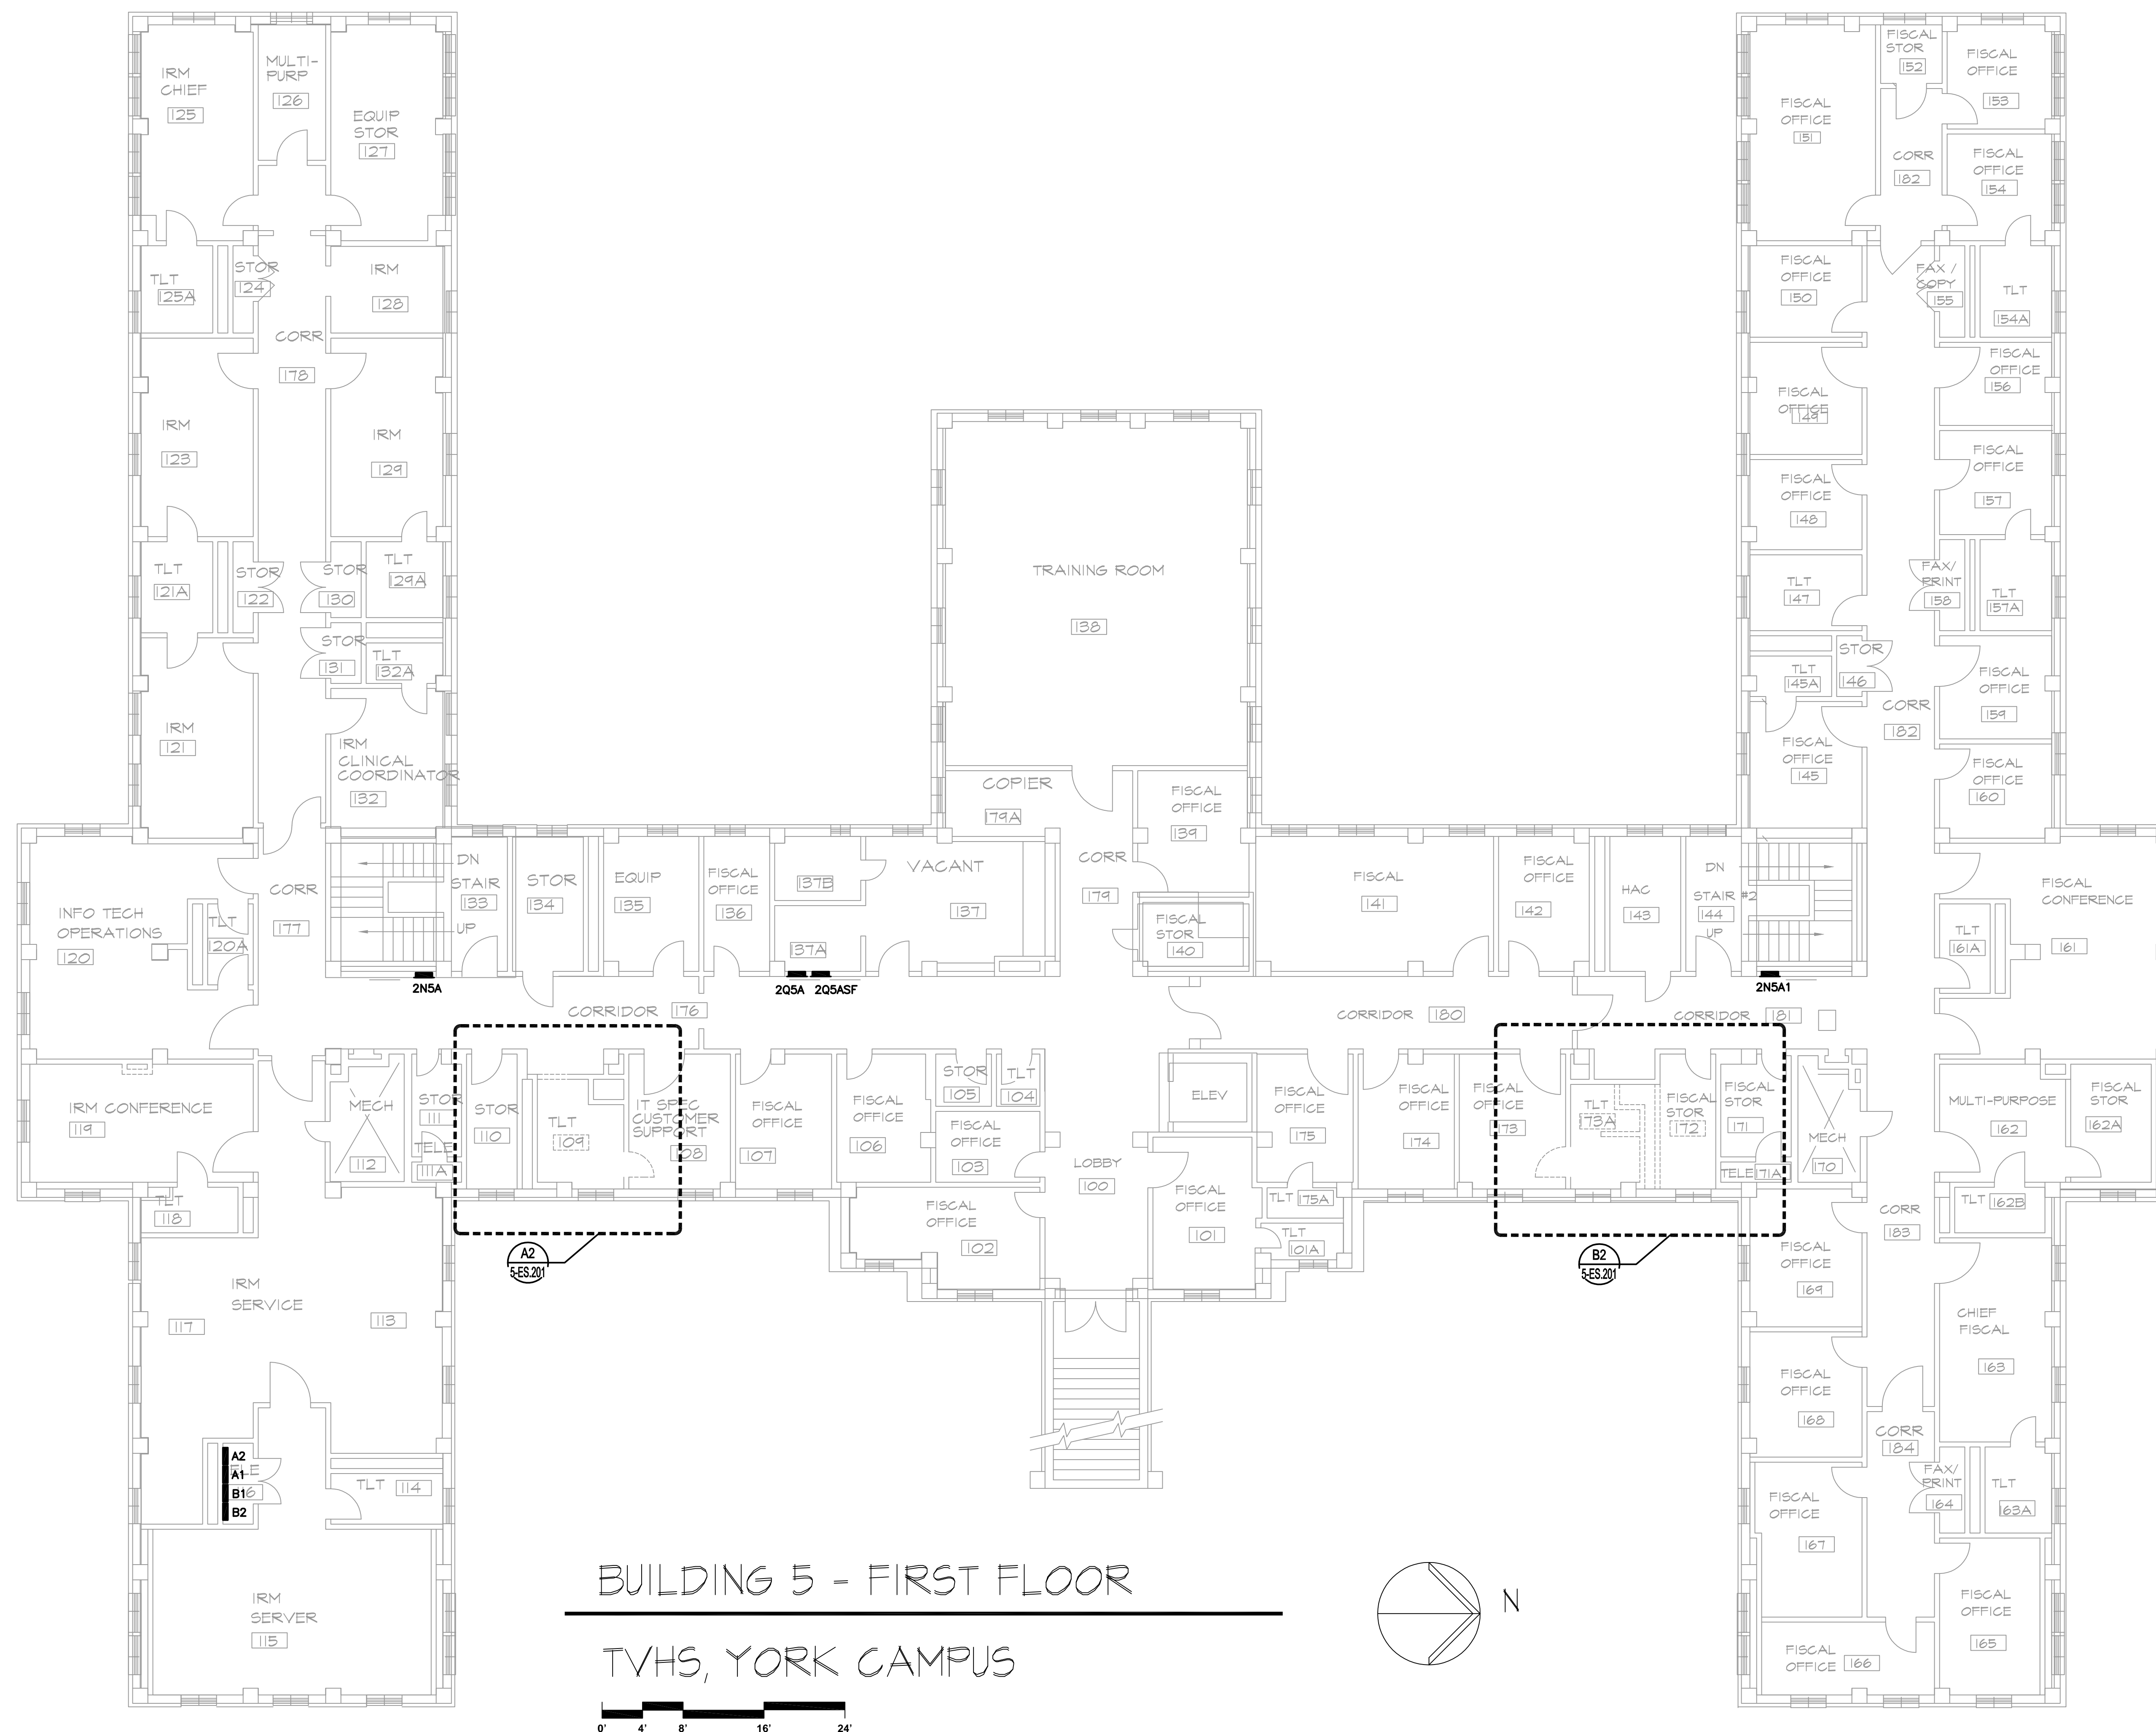 IRM
CHIEF
125
MULTI-
PURP
126
EQUIP
STOR
127
TLT
125A
STOR
124
IRM
128
CORR
178
IRM
123
IRM
129
TLT
121A
STOR
122
STOR
130
TLT
129A
STOR
131
TLT
132A
IRM
121
IRM
CLINICAL
COORDINATOR
132
INFO TECH
OPERATIONS
120
TLT
120A
CORR
177
DN
STAIR
133
UP
STOR
134
EQUIP
135
FISCAL
OFFICE
136
137B
137A
VACANT
137
TRAINING ROOM
138
COPIER
179A
FISCAL
OFFICE
139
CORR
179
FISCAL
STOR
140
FISCAL
141
FISCAL
OFFICE
142
HAC
143
DN
STAIR #2
144
UP
2N5A
2Q5A
2Q5ASF
2N5A1
CORRIDOR 176
CORRIDOR 180
CORRIDOR 181
IRM CONFERENCE
119
MECH
112
STOR
111
TELE
111A
STOR
110
TLT
109
IT SPEC
CUSTOMER
SUPPORT
108
FISCAL
OFFICE
107
FISCAL
OFFICE
106
STOR
105
TLT
104
FISCAL
OFFICE
103
FISCAL
OFFICE
102
LOBBY
100
ELEV
FISCAL
OFFICE
101
FISCAL
OFFICE
175
TLT 175A
TLT
101A
FISCAL
OFFICE
174
FISCAL
OFFICE
173
TLT
173A
FISCAL
STOR
172
FISCAL
STOR
171
TELE 171A
MECH
170
A2
5-ES.201
B2
5-ES.201
TLT
118
IRM
SERVICE
117
113
A2
A1
B1
B2
TLT 114
IRM
SERVER
115
FISCAL
OFFICE
151
FISCAL
STOR
152
FISCAL
OFFICE
153
CORR
182
FISCAL
OFFICE
154
FISCAL
OFFICE
150
FAX /
COPY
155
TLT
154A
FISCAL
OFFICE
149
FISCAL
OFFICE
156
FISCAL
OFFICE
148
FISCAL
OFFICE
157
TLT
147
FAX/
PRINT
158
TLT
157A
TLT
145A
STOR
146
FISCAL
OFFICE
159
CORR
182
FISCAL
OFFICE
145
FISCAL
OFFICE
160
FISCAL
CONFERENCE
161
TLT
161A
MULTI-PURPOSE
162
FISCAL
STOR
162A
TLT 162B
CORR
183
FISCAL
OFFICE
169
CHIEF
FISCAL
163
FISCAL
OFFICE
168
CORR
184
FAX/
PRINT
164
TLT
163A
FISCAL
OFFICE
167
FISCAL
OFFICE
165
FISCAL
OFFICE 166
BUILDING 5 - FIRST FLOOR
TVHS, YORK CAMPUS
0' 4' 8' 16' 24'
N